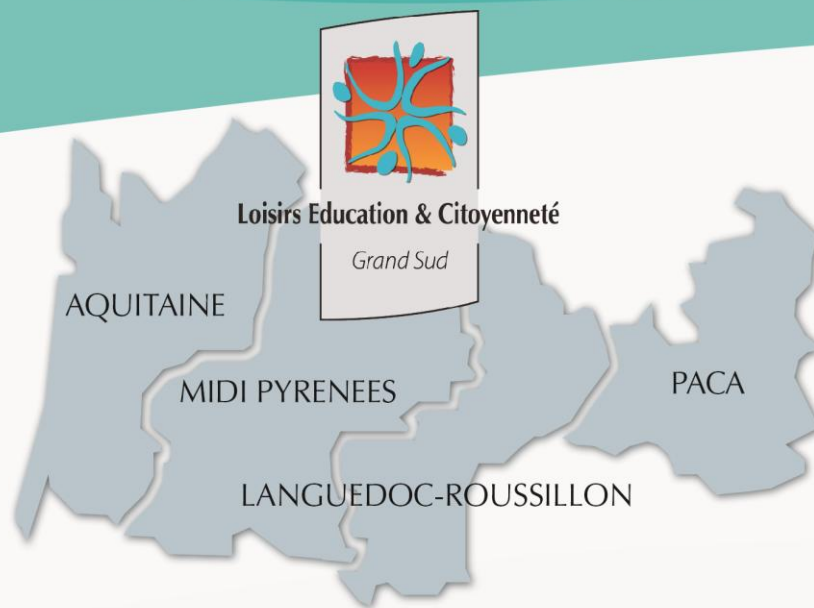 Loisirs Education & Citoyenneté
Grand Sud
AQUITAINE
MIDI PYRENEES
PACA
LANGUEDOC-ROUSSILLON